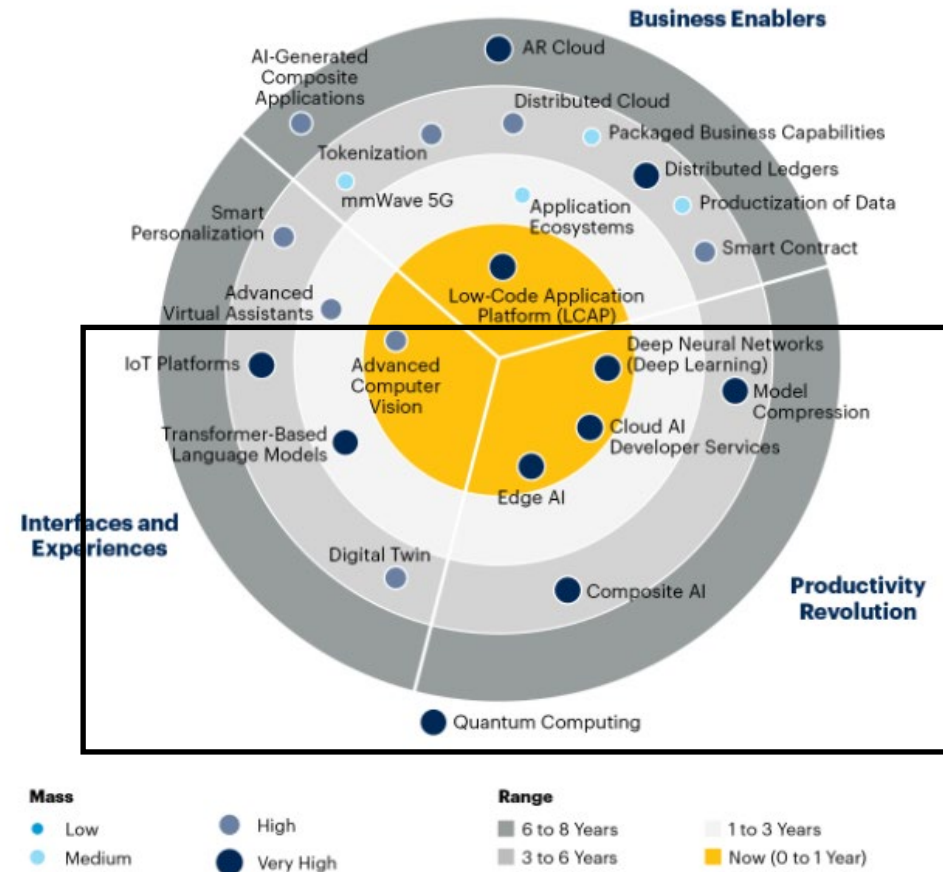 Business Enablers
AR Cloud
AI-Generated
Composite
Applications
Distributed Cloud
Packaged Business Capabilities
Tokenization
Distributed Ledgers
mmWave 5G
Productization of Data
Application
Ecosystems
Smart
Personalization
Smart Contract
Advanced
Virtual Assistants
Low-Code Application
Platform (LCAP)
IoT Platforms
Advanced
Computer
Vision
Deep Neural Networks
(Deep Learning)
Model
Compression
Transformer-Based
Language Models
Cloud AI
Developer Services
Edge AI
Interfaces and
Experiences
Digital Twin
Composite AI
Productivity
Revolution
Quantum Computing
Mass
Low
Medium
High
Very High
Range
6 to 8 Years
3 to 6 Years
1 to 3 Years
Now (0 to 1 Year)